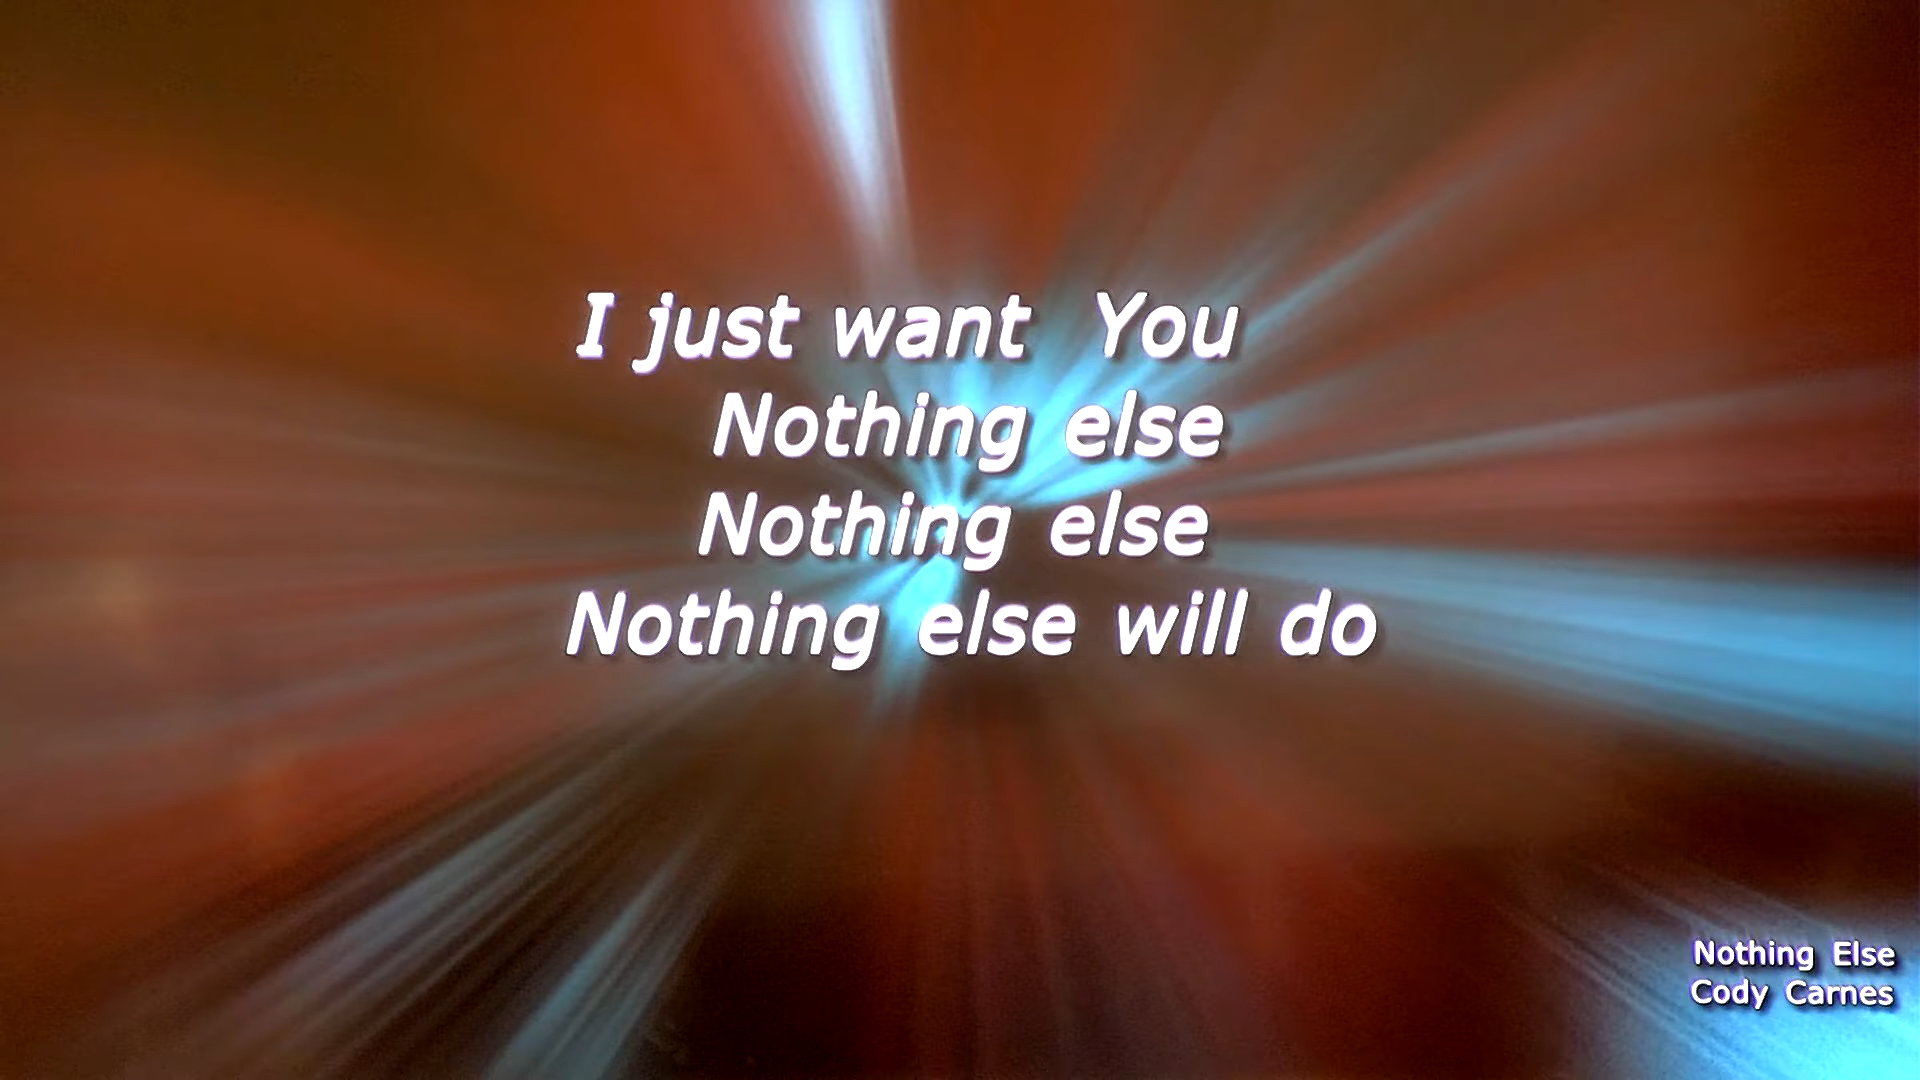 I just want You
Nothing else
Nothing else
Nothing else will do
Nothing Else
Cody Carnes